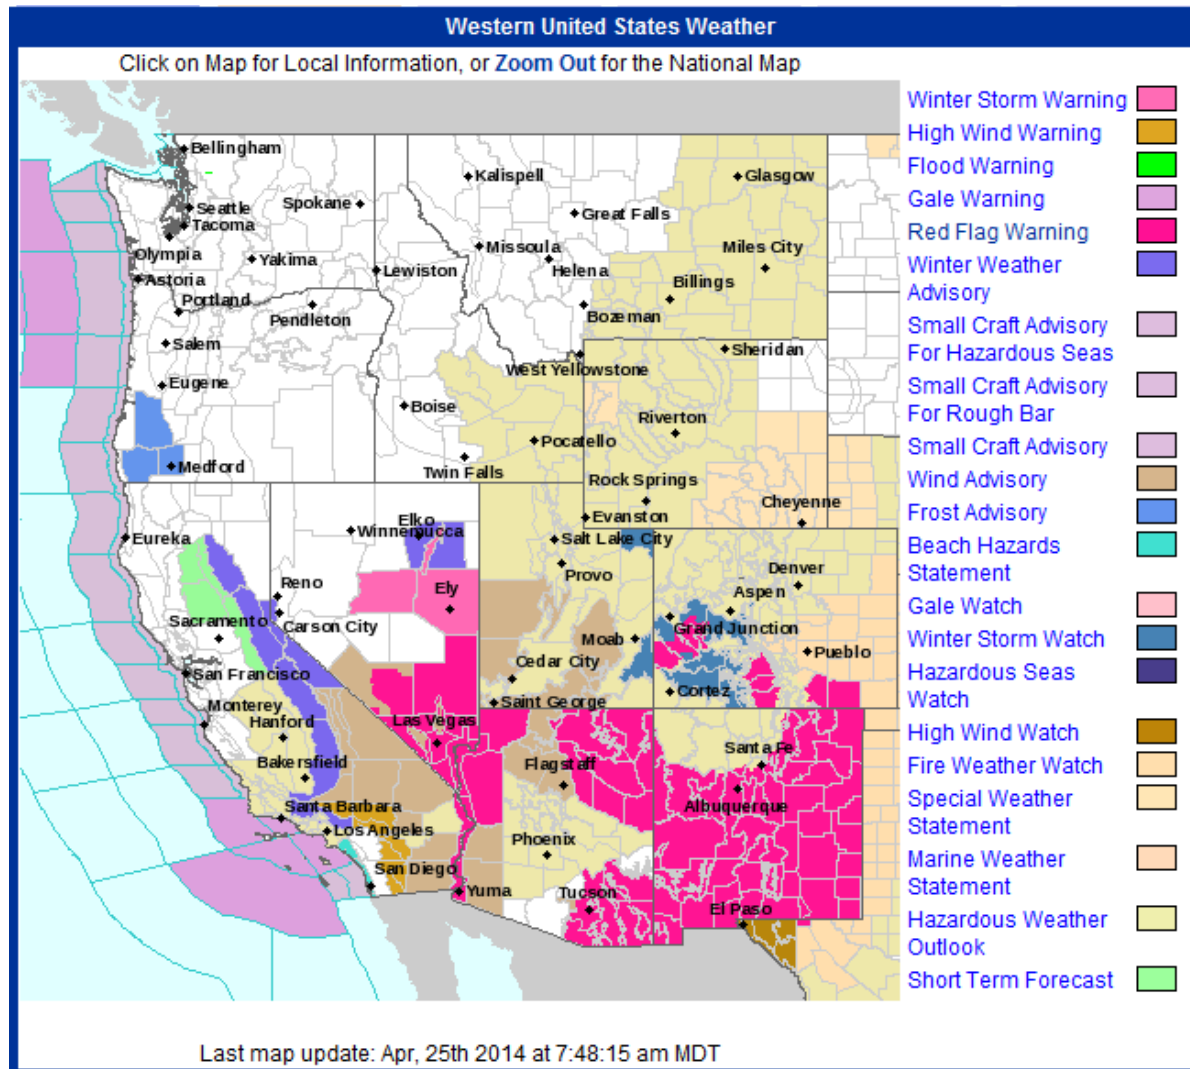 Western United States Weather
Click on Map for Local Information, or Zoom Out for the National Map
Bellingham
Kalispell
Glasgow
Seattle
Spokane
Great Falls
Tacoma
Olympia
Yakima
Missoula
Miles City
Astoria
Lewiston
Helena
Billings
Portland
Pendleton
Bozeman
Salem
Sheridan
West Yellowstone
Eugene
Boise
Riverton
Pocatello
Medford
Twin Falls
Rock Springs
Cheyenne
Elko
Evanston
Winnemucca
Eureka
Salt Lake City
Reno
Provo
Denver
Ely
Aspen
Sacramento
Carson City
Grand Junction
Moab
Pueblo
San Francisco
Cedar City
Cortez
Monterey
Saint George
Hanford
Las Vegas
Santa Fe
Bakersfield
Flagstaff
Santa Barbara
Albuquerque
Los Angeles
Phoenix
San Diego
Yuma
Tucson
El Paso
Winter Storm Warning
High Wind Warning
Flood Warning
Gale Warning
Red Flag Warning
Winter Weather
Advisory
Small Craft Advisory
For Hazardous Seas
Small Craft Advisory
For Rough Bar
Small Craft Advisory
Wind Advisory
Frost Advisory
Beach Hazards
Statement
Gale Watch
Winter Storm Watch
Hazardous Seas
Watch
High Wind Watch
Fire Weather Watch
Special Weather
Statement
Marine Weather
Statement
Hazardous Weather
Outlook
Short Term Forecast
Last map update: Apr, 25th 2014 at 7:48:15 am MDT